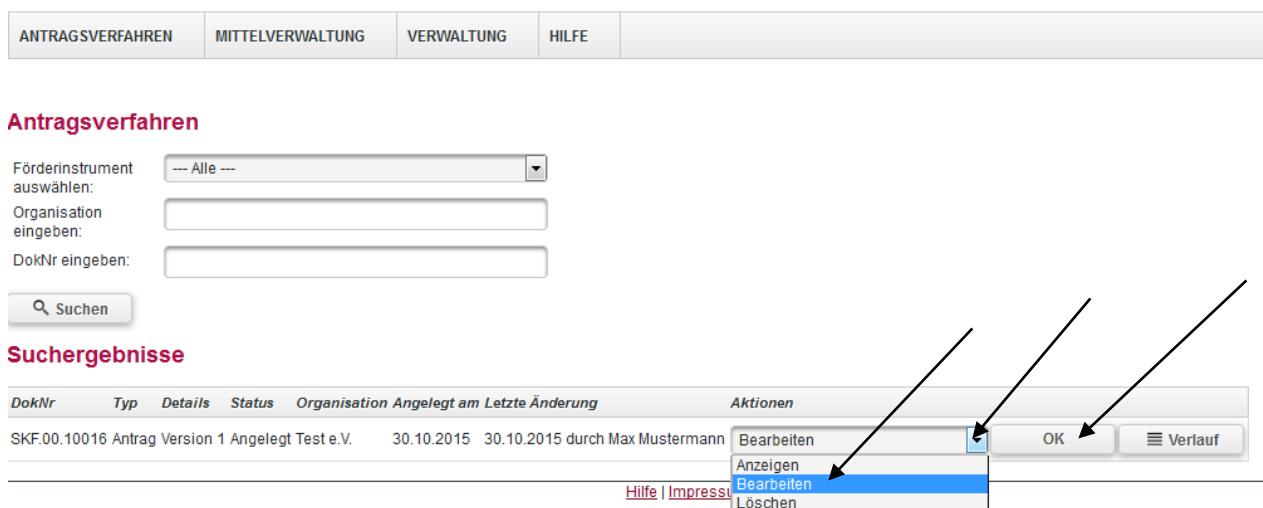 ANTRAGSVERFAHREN MITTELVERWALTUNG VERWALTUNG HILFE
Antragsverfahren
Förderinstrument
auswählen:
--- Alle ---
Organisation
eingeben:
DokNr eingeben:
Suchen
Suchergebnisse
DokNr Typ Details Status Organisation Angelegt am Letzte Änderung Aktionen
SKF.00.10016 Antrag Version 1 Angelegt Test e.V. 30.10.2015 30.10.2015 durch Max Mustermann Bearbeiten OK Verlauf
Anzeigen
Bearbeiten
Löschen
Hilfe | Impressu